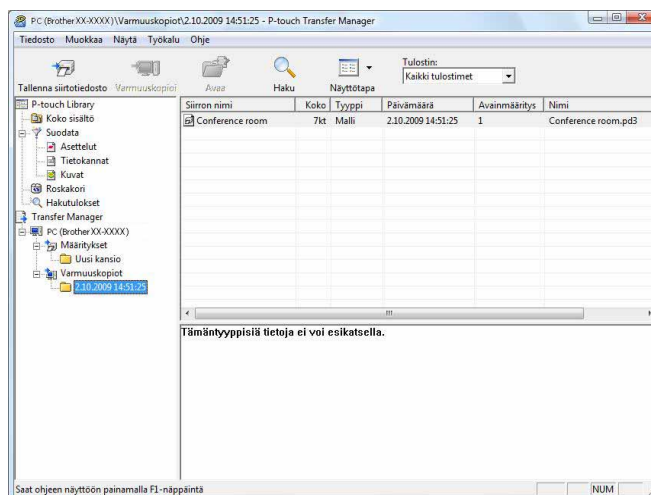 PC (Brother XX-XXXX)\Varmuuskopiot\2.10.2009 14:51:25 - P-touch Transfer Manager
Tiedosto Muokkaa Näytä Työkalu Ohje
Tulostin:
Kaikki tulostimet
Tallenna siirtotiedosto Varmuuskopioi Avaa Haku Näyttötapa
P-touch Library
Koko sisältö
Suodata
Asettelut
Tietokannat
Kuvat
Roskakori
Hakutulokset
Transfer Manager
PC (Brother XX-XXXX)
Määritykset
Uusi kansio
Varmuuskopiot
2.10.2009 14:51:25
Siirron nimi Koko Tyyppi Päivämäärä Avainmääritys Nimi
Conference room 7kt Malli 2.10.2009 14:51:25 1 Conference room.pd3
Tämäntyyppisiä tietoja ei voi esikatsella.
Saat ohjeen näyttöön painamalla F1-näppäintä
NUM